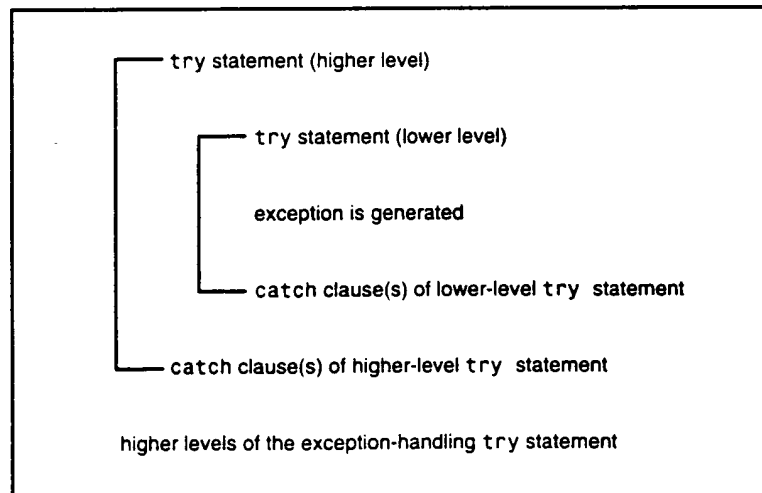 try statement (higher level)
try statement (lower level)
exception is generated
catch clause(s) of lower-level try statement
catch clause(s) of higher-level try statement
higher levels of the exception-handling try statement